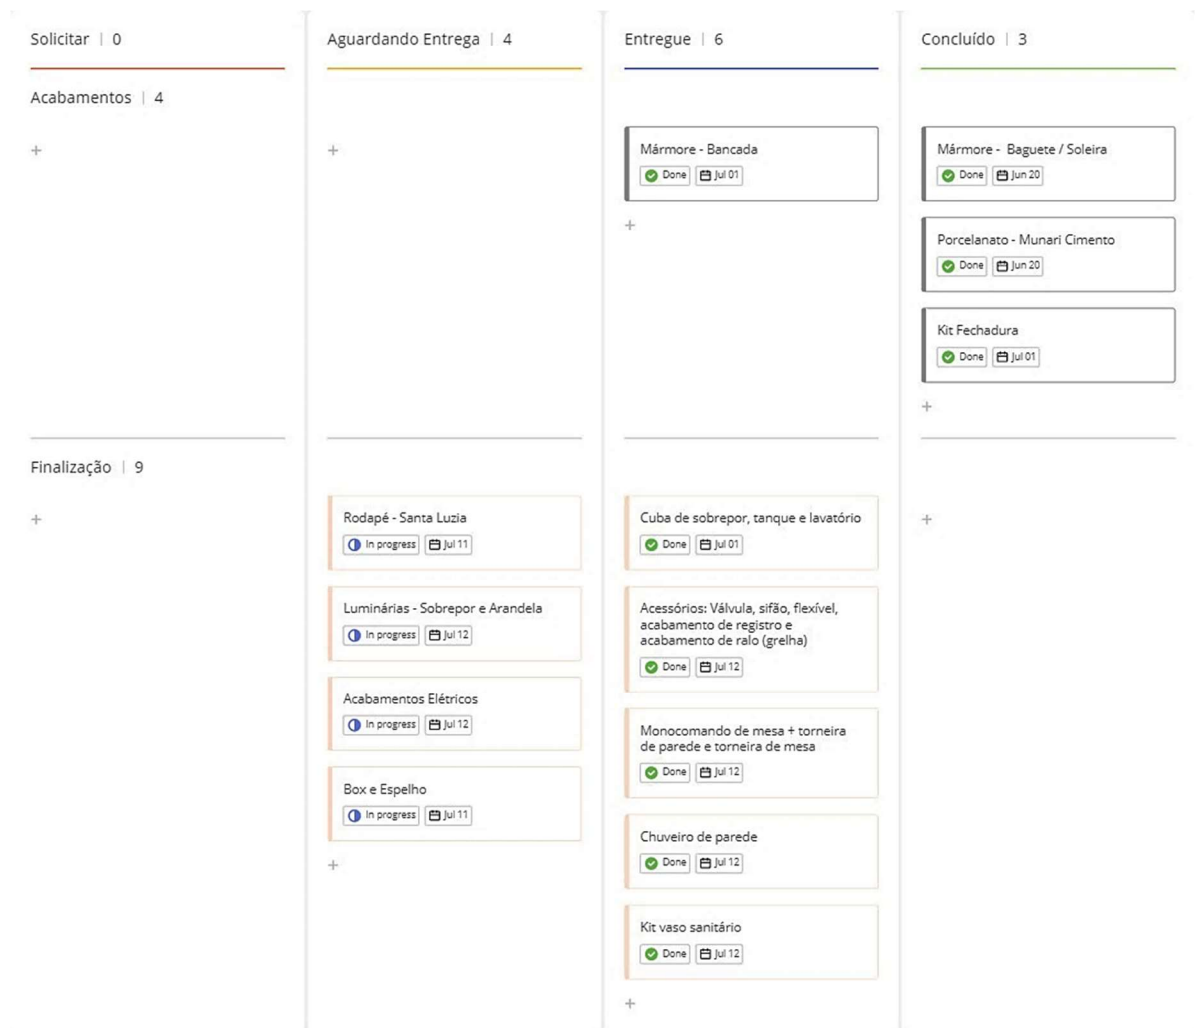 Solicitar | 0
Aguardando Entrega | 4
Entregue | 6
Concluído | 3
Acabamentos | 4
+
+
Mármore - Bancada
Done Jul 01
+
Mármore - Baguete / Soleira
Done Jun 20
Porcelanato - Munari Cimento
Done Jun 20
Kit Fechadura
Done Jul 01
+
Finalização | 9
+
Rodapé - Santa Luzia
In progress Jul 11
Luminárias - Sobrepor e Arandela
In progress Jul 12
Acabamentos Elétricos
In progress Jul 12
Box e Espelho
In progress Jul 11
+
Cuba de sobrepor, tanque e lavatório
Done Jul 01
Acessórios: Válvula, sifão, flexível,
acabamento de registro e
acabamento de ralo (grelha)
Done Jul 12
Monocomando de mesa + torneira
de parede e torneira de mesa
Done Jul 12
Chuveiro de parede
Done Jul 12
Kit vaso sanitário
Done Jul 12
+
+